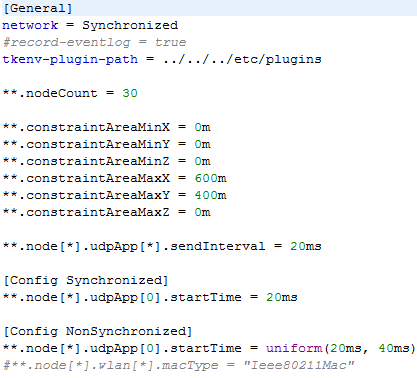 [General]
network = Synchronized
#record-eventlog = true
tkenv-plugin-path = ../../../etc/plugins
**.nodeCount = 30
**.constraintAreaMinX = 0m
**.constraintAreaMinY = 0m
**.constraintAreaMinZ = 0m
**.constraintAreaMaxX = 600m
**.constraintAreaMaxY = 400m
**.constraintAreaMaxZ = 0m
**.node[*].udpApp[*].sendInterval = 20ms
[Config Synchronized]
**.node[*].udpApp[0].startTime = 20ms
[Config NonSynchronized]
**.node[*].udpApp[0].startTime = uniform(20ms, 40ms)
#**.node[*].wlan[*].macType = "Ieee80211Mac"